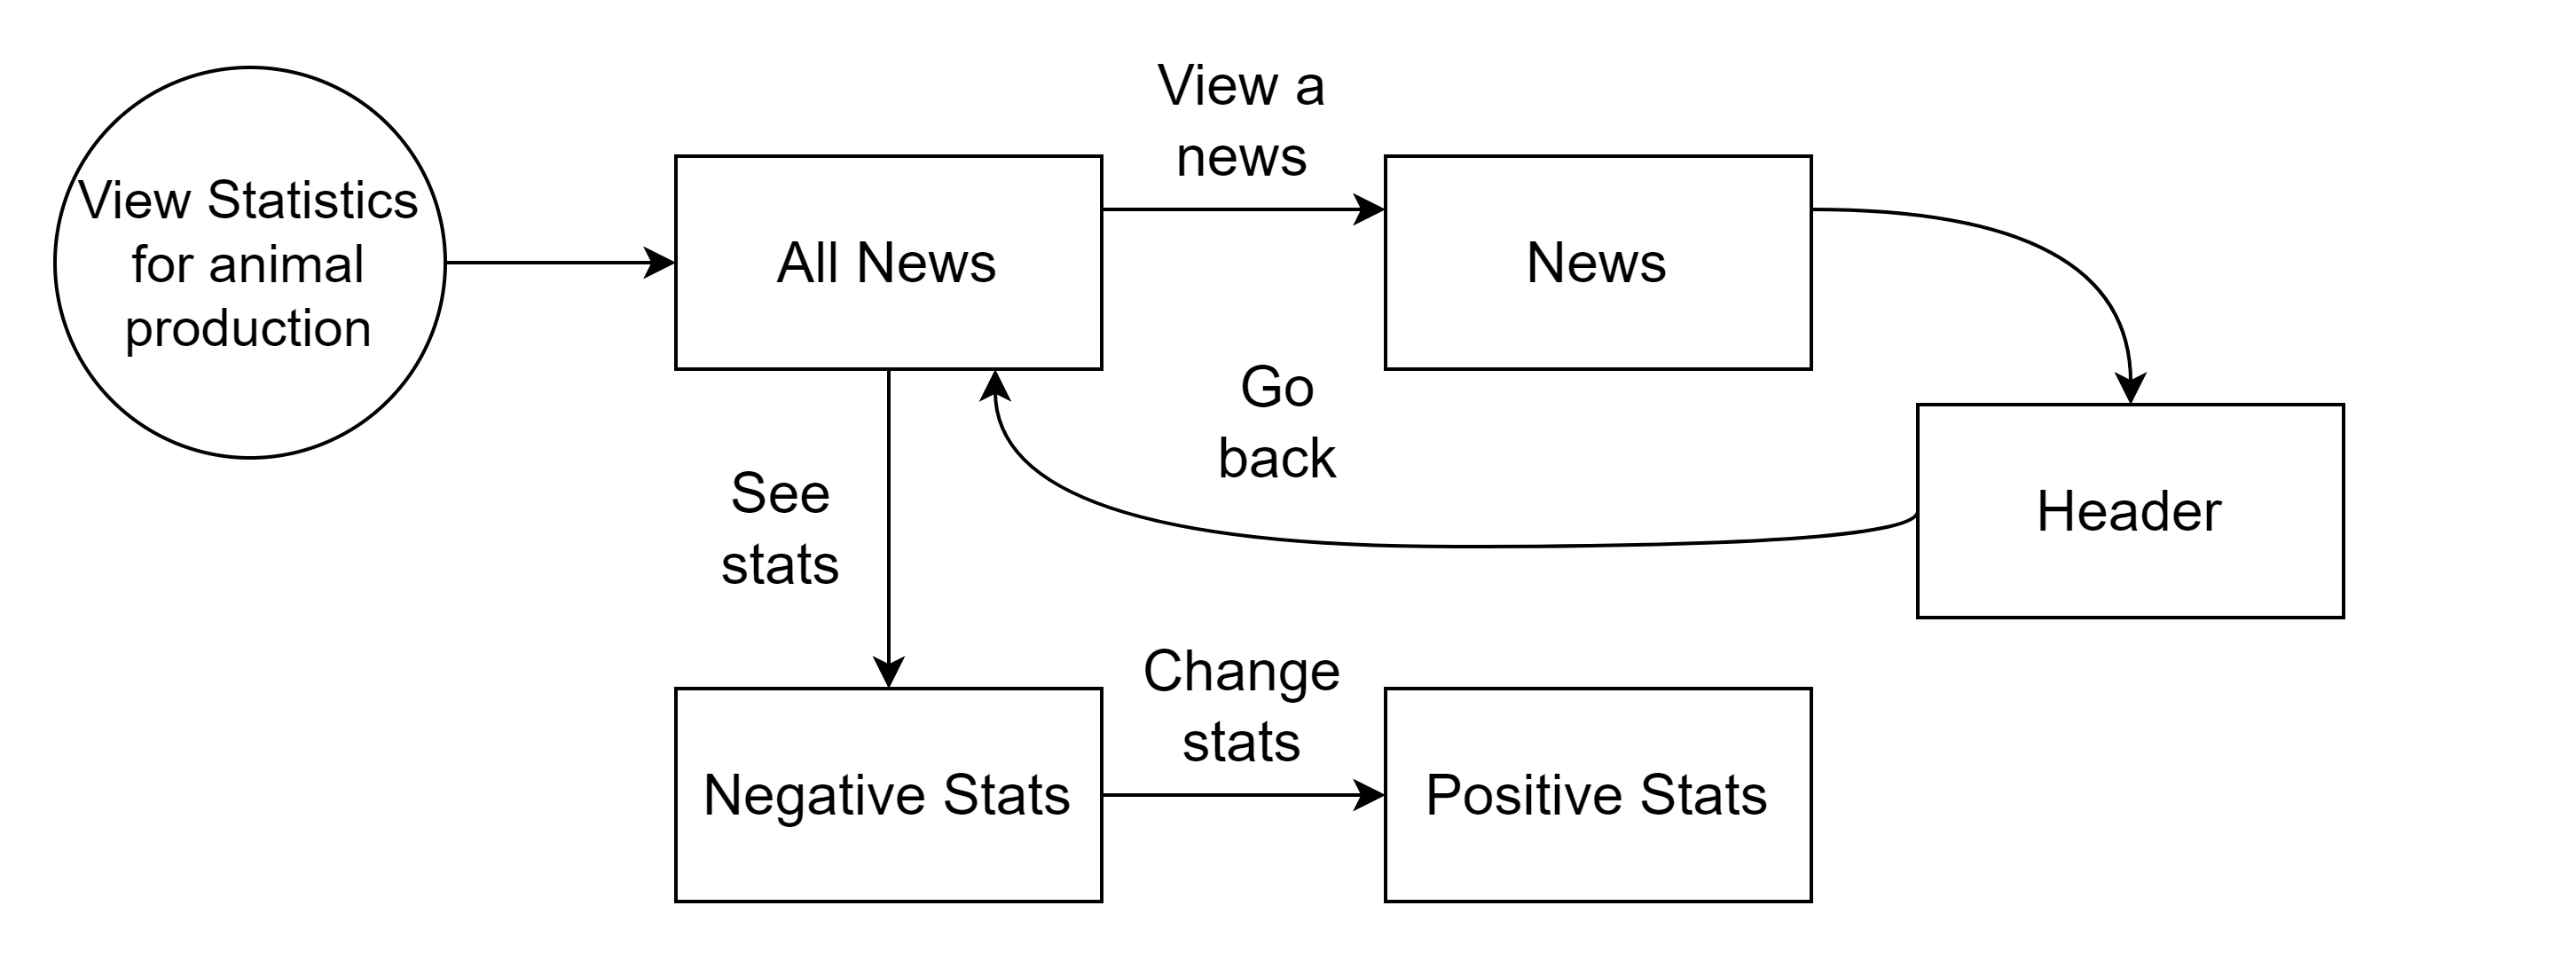 View Statistics
for animal
production
All News
View a
news
News
Go
back
Header
See
stats
Negative Stats
Change
stats
Positive Stats